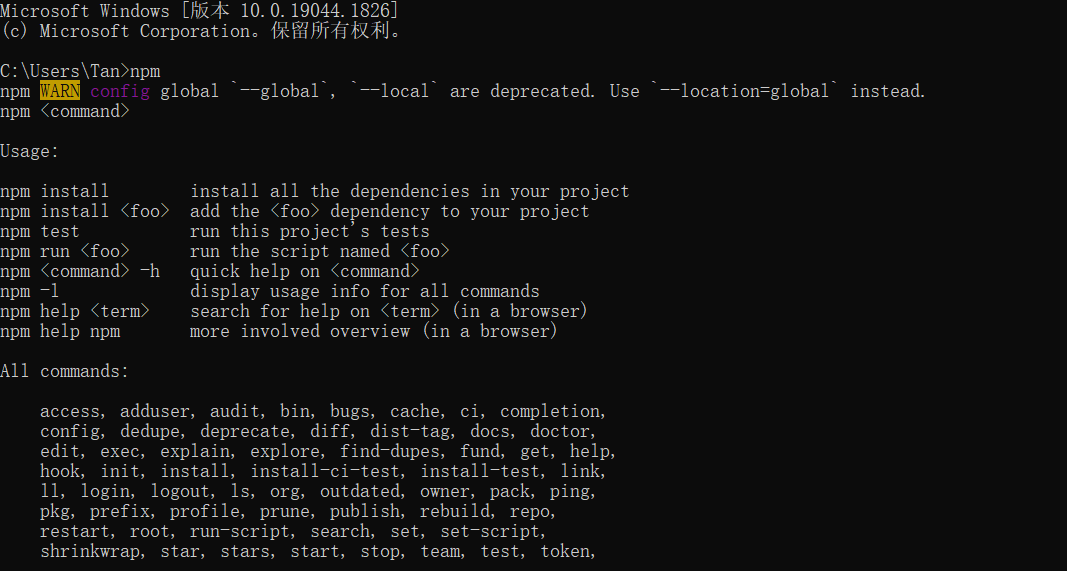 Microsoft Windows [版本 10.0.19044.1826]
(c) Microsoft Corporation。保留所有权利。
C:\Users\Tan>npm
npm WARN config global `--global`, `--local` are deprecated. Use `--location=global` instead.
npm <command>
Usage:
npm install        install all the dependencies in your project
npm install <foo>  add the <foo> dependency to your project
npm test           run this project's tests
npm run <foo>      run the script named <foo>
npm <command> -h   quick help on <command>
npm -l             display usage info for all commands
npm help <term>    search for help on <term> (in a browser)
npm help npm       more involved overview (in a browser)
All commands:
    access, adduser, audit, bin, bugs, cache, ci, completion,
    config, dedupe, deprecate, diff, dist-tag, docs, doctor,
    edit, exec, explain, explore, find-dupes, fund, get, help,
    hook, init, install, install-ci-test, install-test, link,
    ll, login, logout, ls, org, outdated, owner, pack, ping,
    pkg, prefix, profile, prune, publish, rebuild, repo,
    restart, root, run-script, search, set, set-script,
    shrinkwrap, star, stars, start, stop, team, test, token,